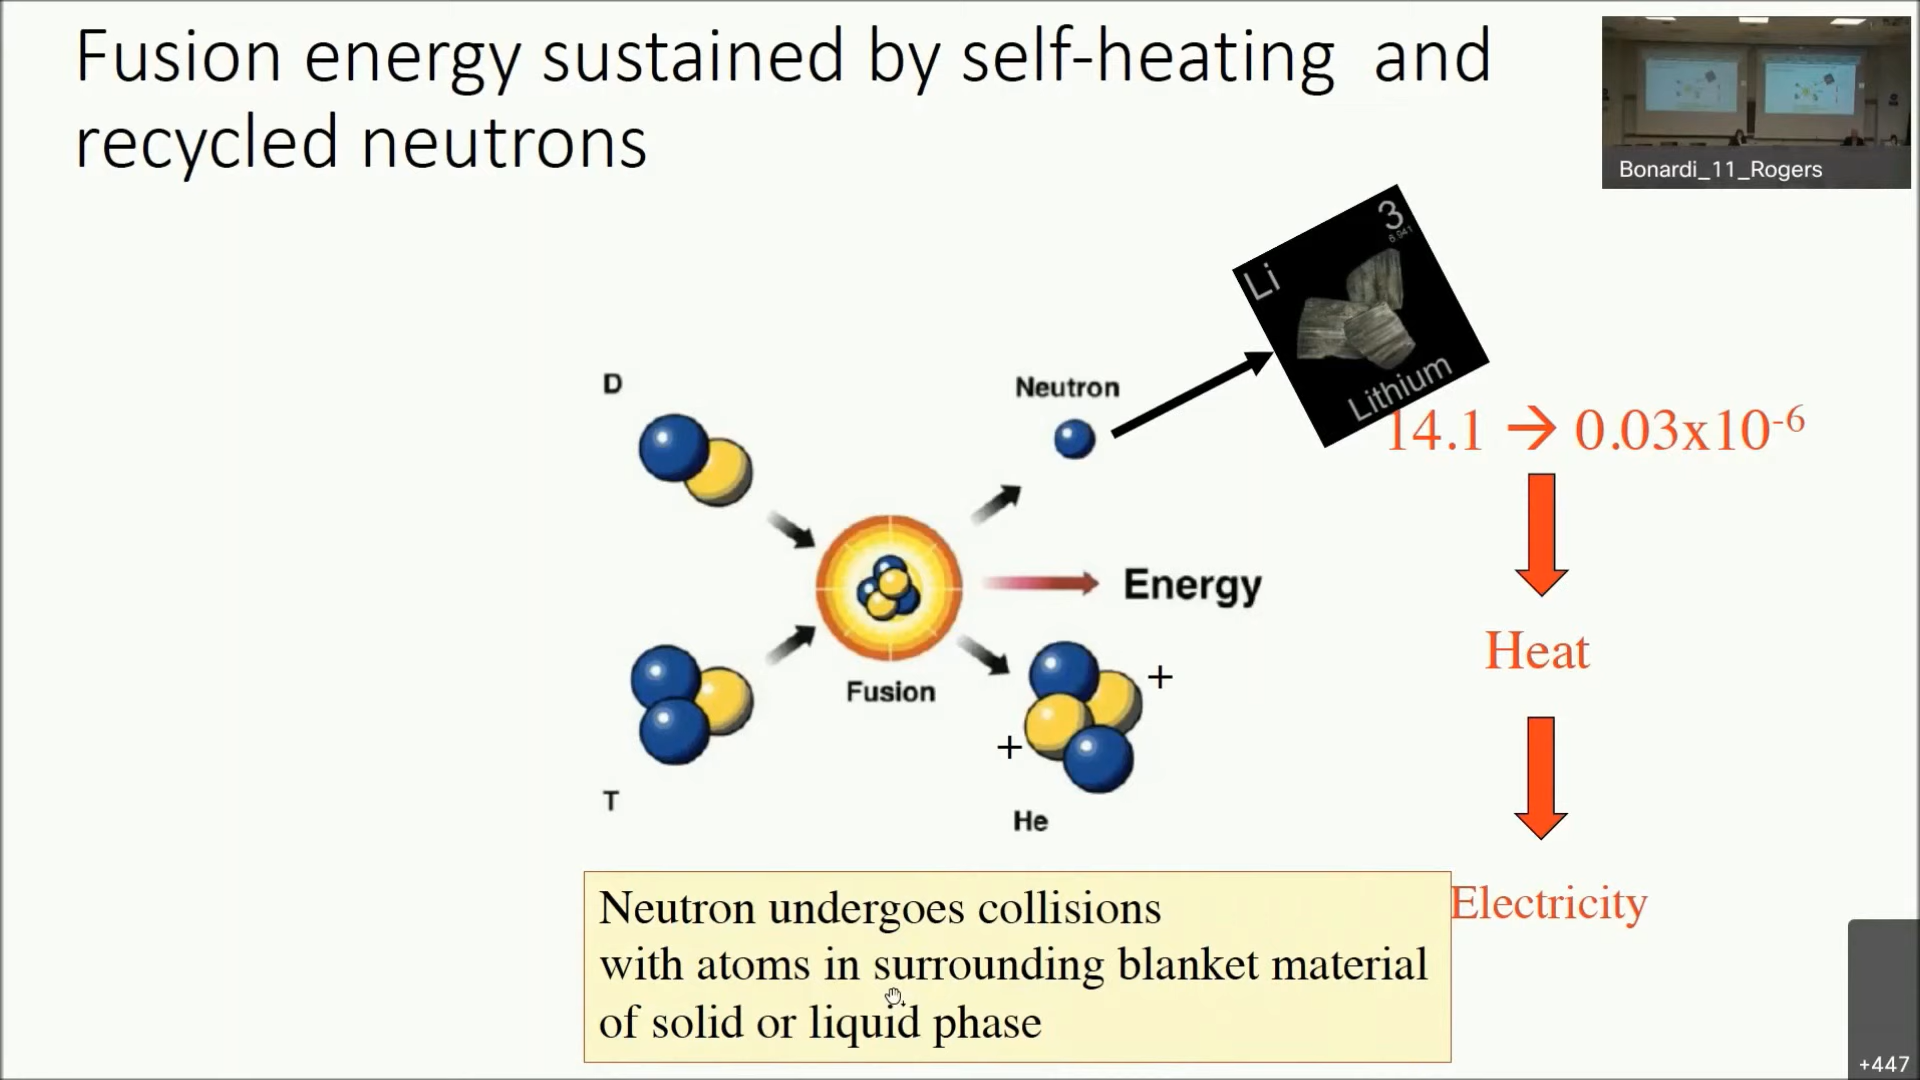 Fusion energy sustained by self-heating and
recycled neutrons
Bonardi_11_Rogers
3
6.941
Li
Lithium
D
Neutron
14.1 → 0.03x10⁻⁶
Energy
Heat
Fusion
+
+
T
He
Electricity
Neutron undergoes collisions
with atoms in surrounding blanket material
of solid or liquid phase
+447